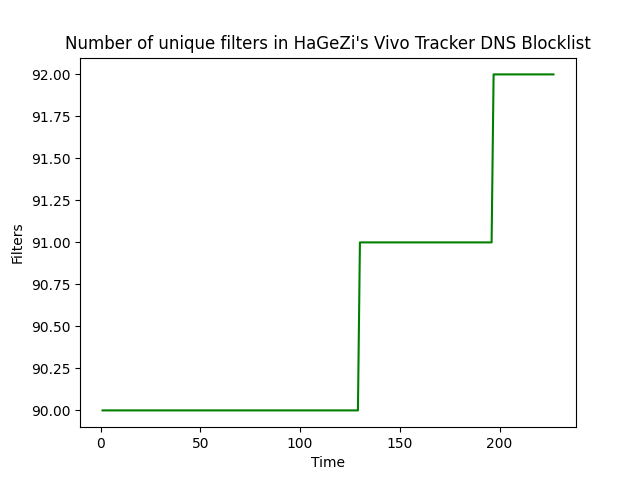 Number of unique filters in HaGeZi's Vivo Tracker DNS Blocklist
92.00
91.75
91.50
91.25
91.00
90.75
90.50
90.25
90.00
Filters
0 50 100 150 200
Time